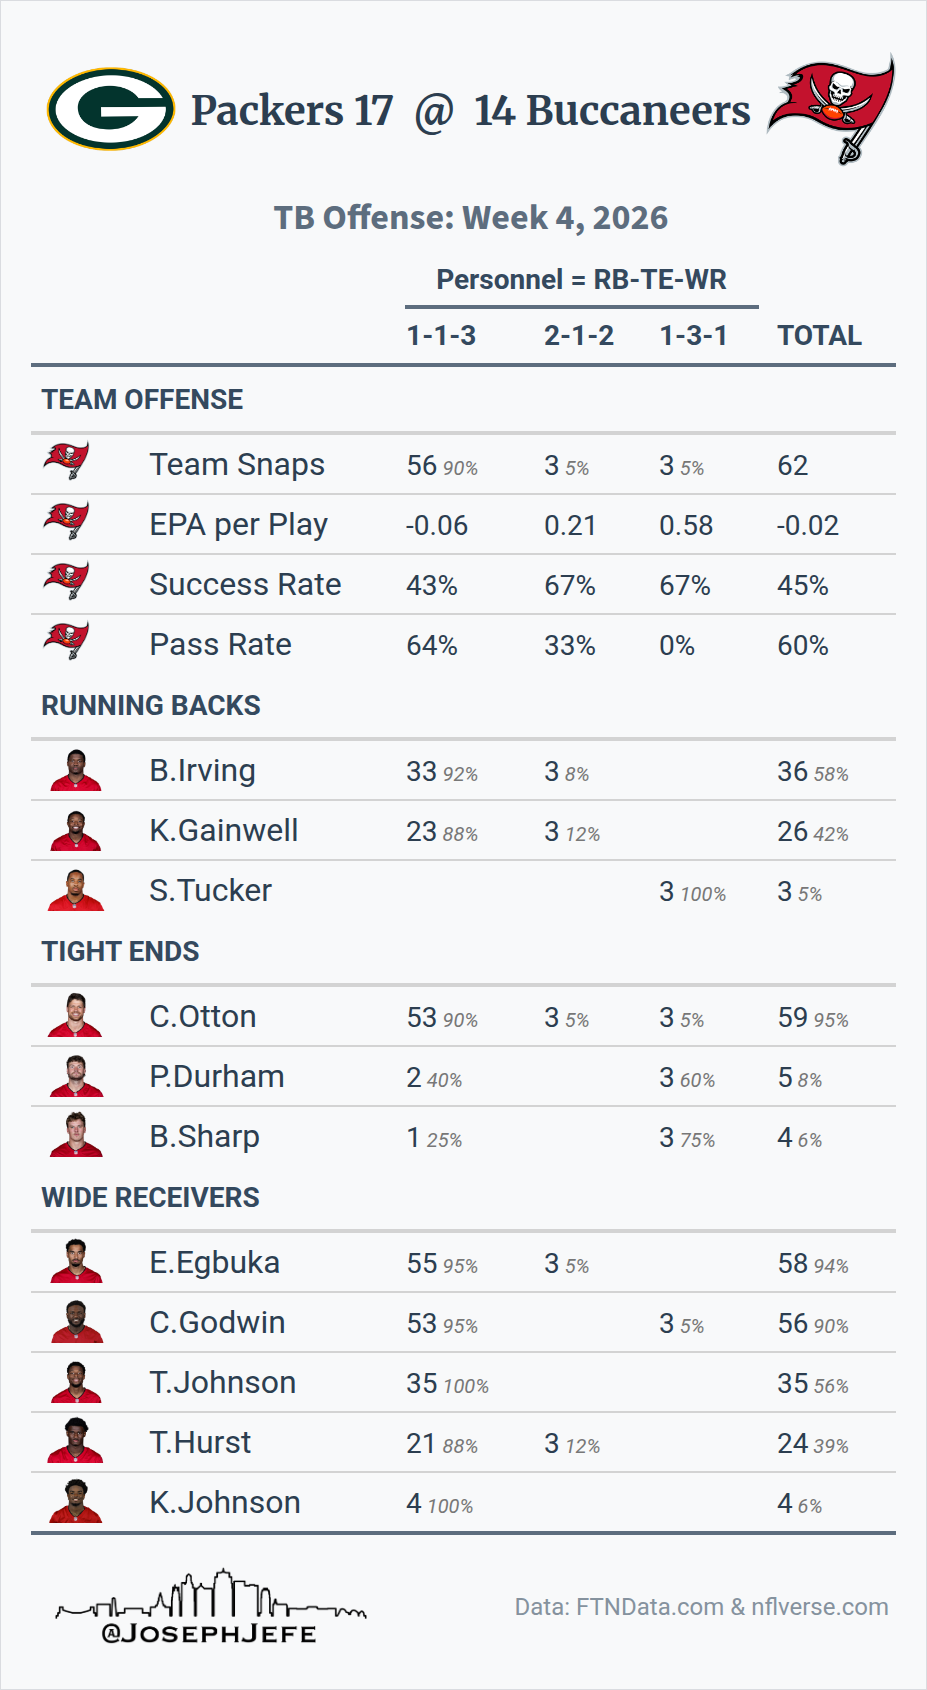 Packers 17 @ 14 Buccaneers
TB Offense: Week 4, 2026
Personnel = RB-TE-WR
1-1-3 2-1-2 1-3-1 TOTAL
TEAM OFFENSE
Team Snaps 56 90% 3 5% 3 5% 62
EPA per Play -0.06 0.21 0.58 -0.02
Success Rate 43% 67% 67% 45%
Pass Rate 64% 33% 0% 60%
RUNNING BACKS
B.Irving 33 92% 3 8% 36 58%
K.Gainwell 23 88% 3 12% 26 42%
S.Tucker 3 100% 3 5%
TIGHT ENDS
C.Otton 53 90% 3 5% 3 5% 59 95%
P.Durham 2 40% 3 60% 5 8%
B.Sharp 1 25% 3 75% 4 6%
WIDE RECEIVERS
E.Egbuka 55 95% 3 5% 58 94%
C.Godwin 53 95% 3 5% 56 90%
T.Johnson 35 100% 35 56%
T.Hurst 21 88% 3 12% 24 39%
K.Johnson 4 100% 4 6%
@JosephJefe
Data: FTNData.com & nflverse.com